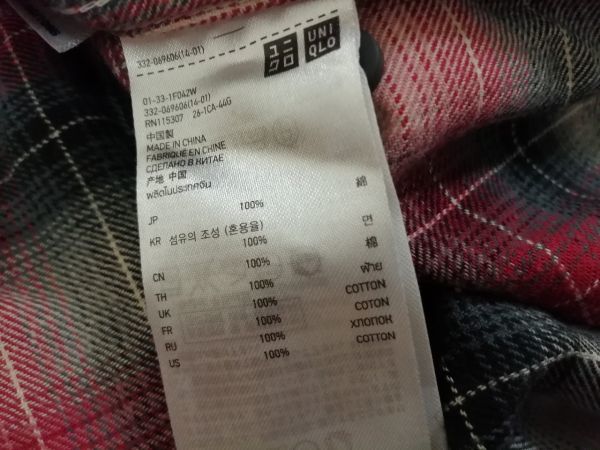 332-069606(14-01)
ユニ
クロ
UNI
QLO
01-33-1F042W
332-069606(14-01)
RN115307 26-1CA-44G
中国製
MADE IN CHINA
FABRIQUÉ EN CHINE
СДЕЛАНО В КИТАЕ
产地 中国
ผลิตในประเทศจีน
JP 100% 綿
KR 섬유의 조성 (혼용율)
100% 면
CN 100% 棉
TH 100% ฝ้าย
UK 100% COTTON
FR 100% COTON
RU 100% ХЛОПОК
US 100% COTTON